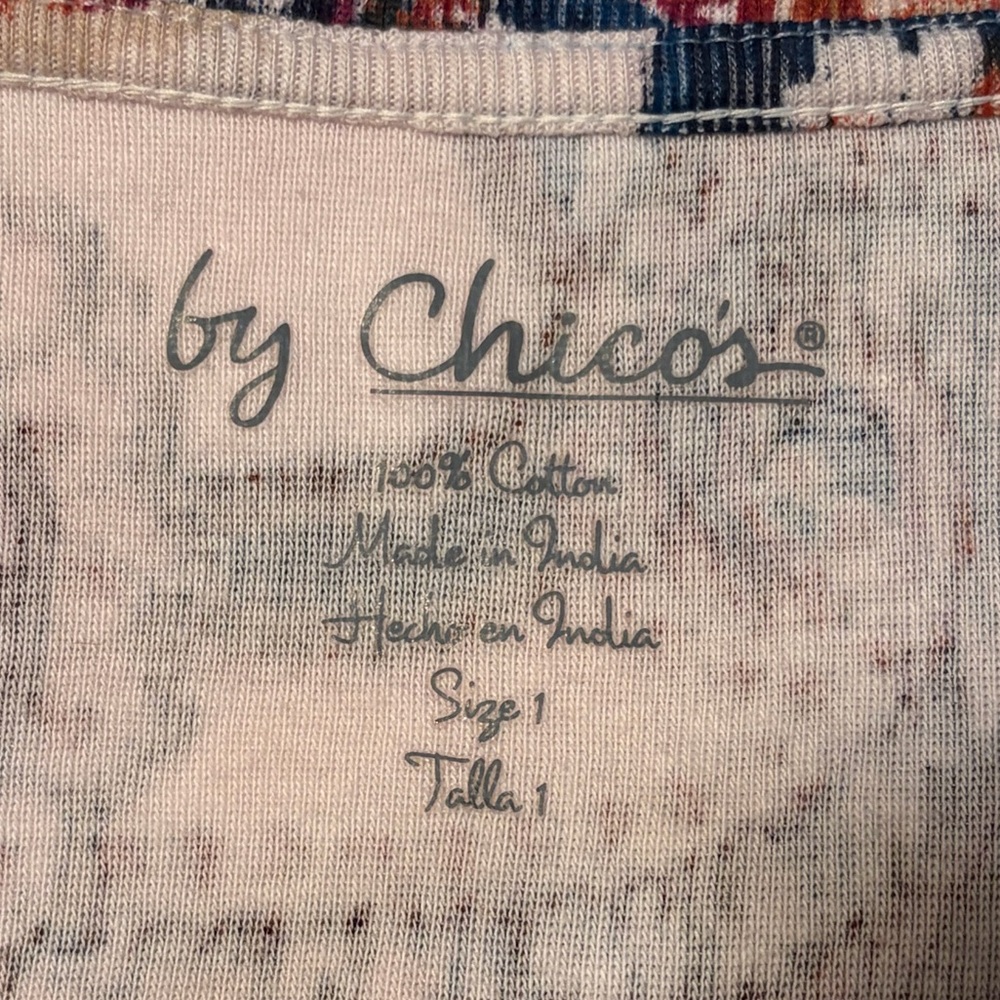 by Chico's®
100% Cotton
Made in India
Hecho en India
Size 1
Talla 1